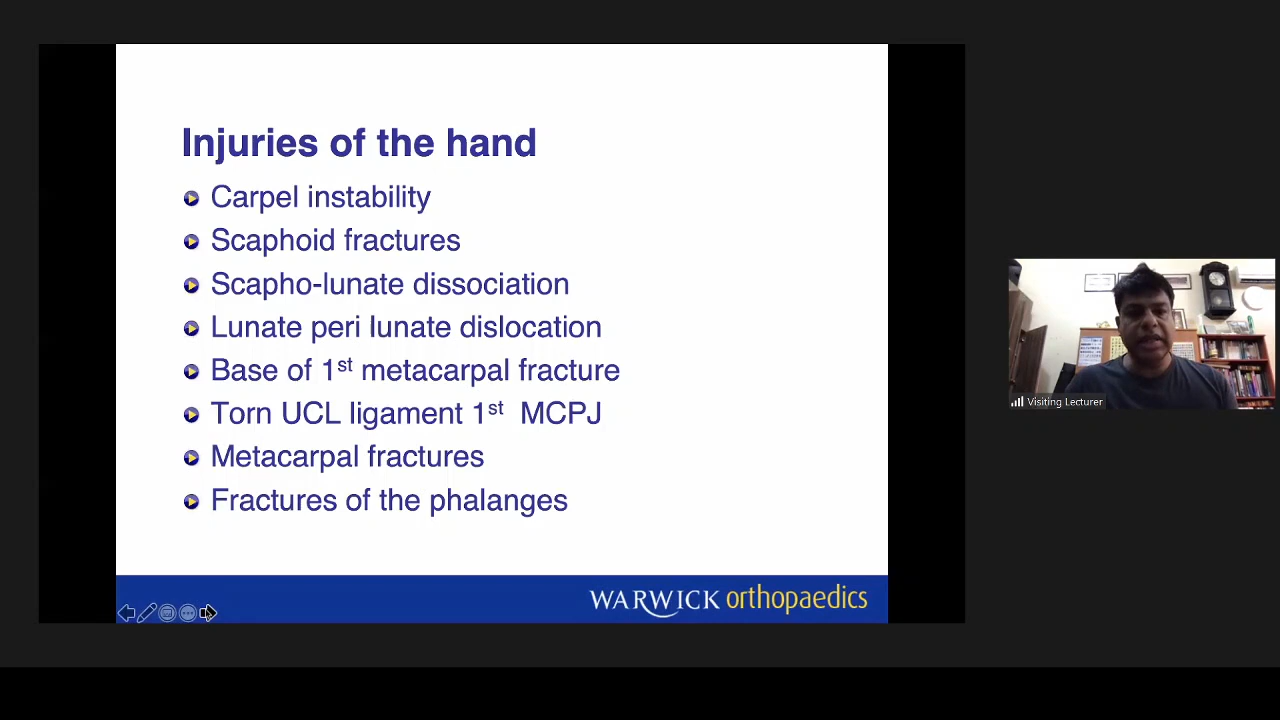 Injuries of the hand
Carpel instability
Scaphoid fractures
Scapho-lunate dissociation
Lunate peri lunate dislocation
Base of 1st metacarpal fracture
Torn UCL ligament 1st MCPJ
Metacarpal fractures
Fractures of the phalanges
WARWICK orthopaedics
Visiting Lecturer